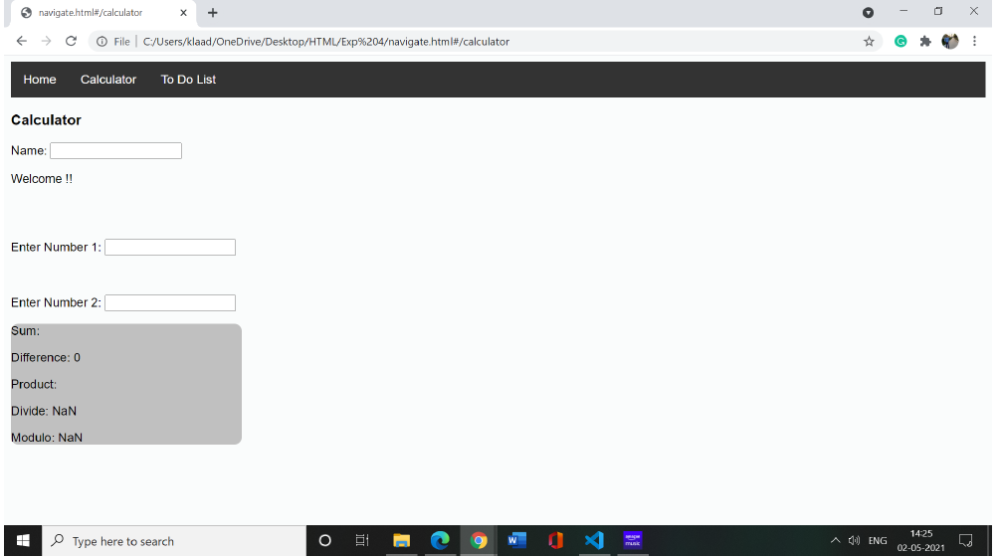 navigate.html#/calculator
File
C:/Users/klaad/OneDrive/Desktop/HTML/Exp%204/navigate.html#/calculator
Home Calculator To Do List
Calculator
Name:
Welcome !!
Enter Number 1:
Enter Number 2:
Sum:
Difference: 0
Product:
Divide: NaN
Modulo: NaN
Type here to search
ENG
14:25
02-05-2021